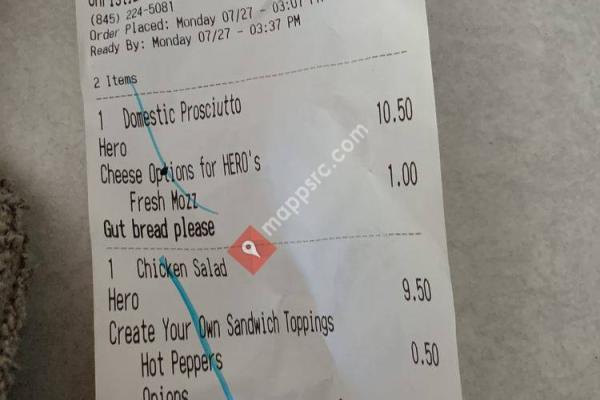 (845) 224-5081
Order Placed: Monday 07/27 - 03:07 PM
Ready By: Monday 07/27 - 03:37 PM
2 Items
1 Domestic Prosciutto 10.50
Hero
Cheese Options for HERO's 1.00
Fresh Mozz
Gut bread please
mappsrc.com
1 Chicken Salad 9.50
Hero
Create Your Own Sandwich Toppings
Hot Peppers 0.50
Onions